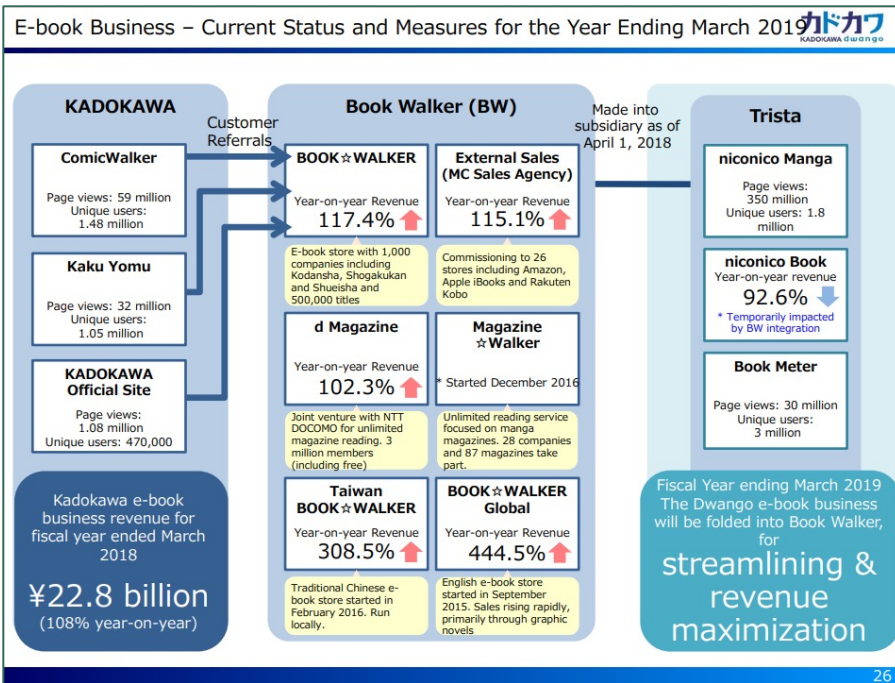 E-book Business – Current Status and Measures for the Year Ending March 2019
カドカワ
KADOKAWA dwango
KADOKAWA
Customer
Referrals
ComicWalker
Page views: 59 million
Unique users:
1.48 million
Kaku Yomu
Page views: 32 million
Unique users:
1.05 million
KADOKAWA
Official Site
Page views:
1.08 million
Unique users: 470,000
Kadokawa e-book
business revenue for
fiscal year ended March
2018
¥22.8 billion
(108% year-on-year)
Book Walker (BW)
BOOK☆WALKER
Year-on-year Revenue
117.4%
E-book store with 1,000
companies including
Kodansha, Shogakukan
and Shueisha and
500,000 titles
External Sales
(MC Sales Agency)
Year-on-year Revenue
115.1%
Commissioning to 26
stores including Amazon,
Apple iBooks and Rakuten
Kobo
d Magazine
Year-on-year Revenue
102.3%
Joint venture with NTT
DOCOMO for unlimited
magazine reading. 3
million members
(including free)
Magazine
☆Walker
* Started December 2016
Unlimited reading service
focused on manga
magazines. 28 companies
and 87 magazines take
part.
Taiwan
BOOK☆WALKER
Year-on-year Revenue
308.5%
Traditional Chinese e-
book store started in
February 2016. Run
locally.
BOOK☆WALKER
Global
Year-on-year Revenue
444.5%
English e-book store
started in September
2015. Sales rising rapidly,
primarily through graphic
novels
Made into
subsidiary as of
April 1, 2018
Trista
niconico Manga
Page views:
350 million
Unique users: 1.8
million
niconico Book
Year-on-year revenue
92.6%
* Temporarily impacted
by BW integration
Book Meter
Page views: 30 million
Unique users:
3 million
Fiscal Year ending March 2019
The Dwango e-book business
will be folded into Book Walker,
for
streamlining &
revenue
maximization
26